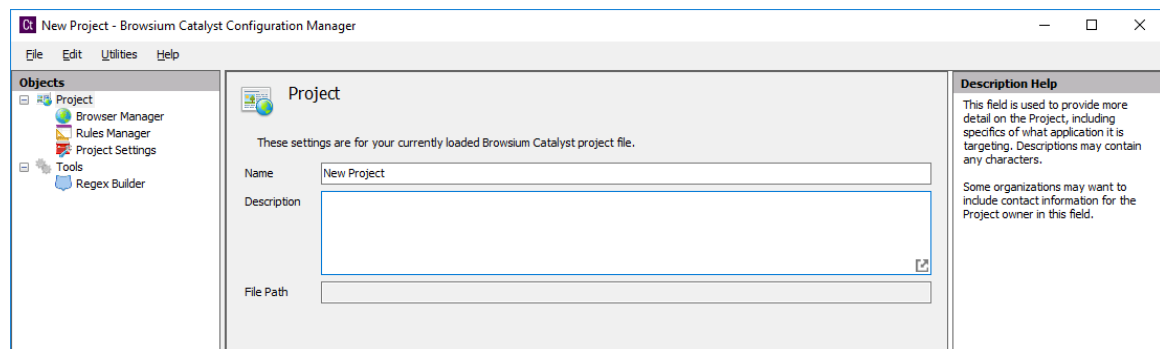 Ct New Project - Browsium Catalyst Configuration Manager
File Edit Utilities Help
Objects
Project
Browser Manager
Rules Manager
Project Settings
Tools
Regex Builder
Project
These settings are for your currently loaded Browsium Catalyst project file.
Name
New Project
Description
File Path
Description Help
This field is used to provide more
detail on the Project, including
specifics of what application it is
targeting. Descriptions may contain
any characters.
Some organizations may want to
include contact information for the
Project owner in this field.